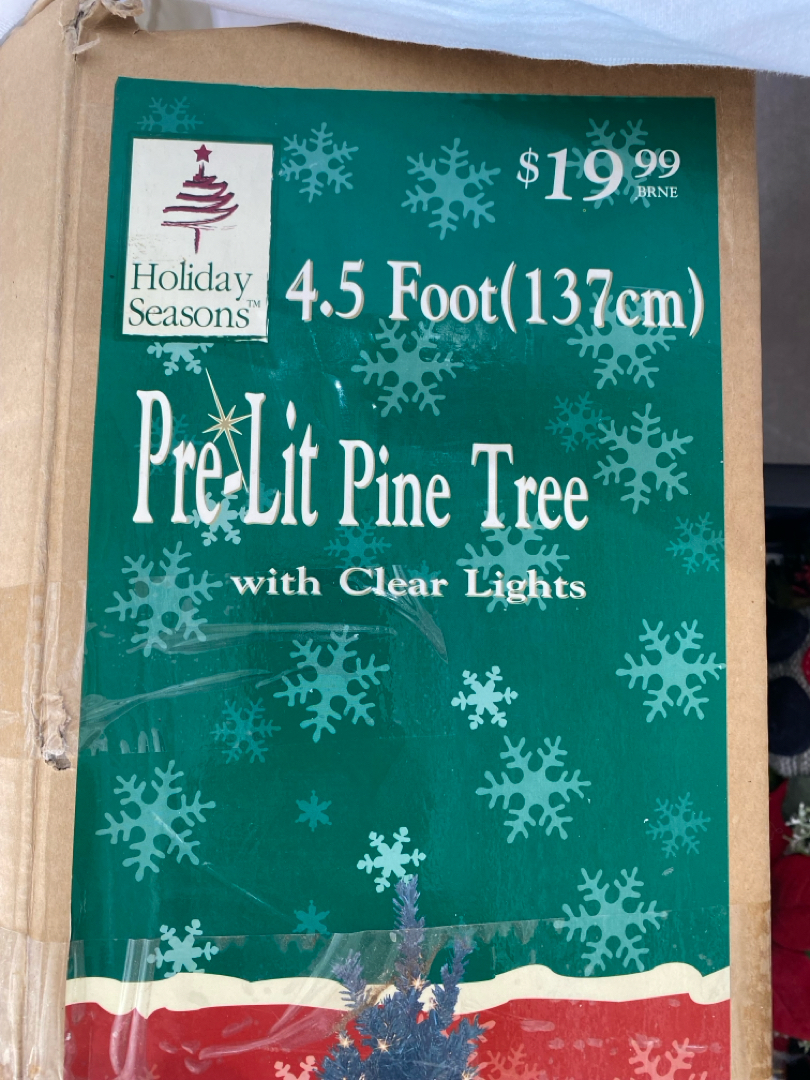 $19 99
BRNE
Holiday
Seasons™
4.5 Foot(137cm)
Pre-Lit Pine Tree
with Clear Lights